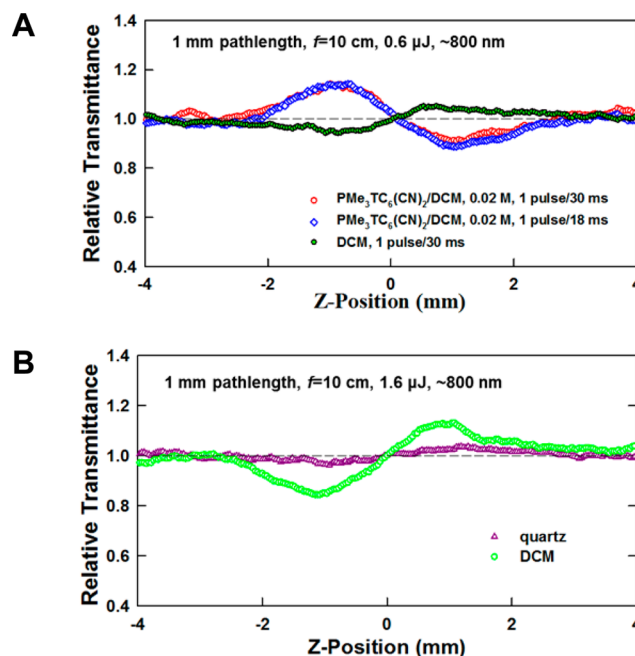 A
1 mm pathlength, f=10 cm, 0.6 µJ, ~800 nm
Relative Transmittance
1.4
1.2
1.0
0.8
0.6
0.4
PMe₃TC₆(CN)₂/DCM, 0.02 M, 1 pulse/30 ms
PMe₃TC₆(CN)₂/DCM, 0.02 M, 1 pulse/18 ms
DCM, 1 pulse/30 ms
-4 -2 0 2 4
Z-Position (mm)
B
1 mm pathlength, f=10 cm, 1.6 µJ, ~800 nm
Relative Transmittance
1.4
1.2
1.0
0.8
0.6
0.4
quartz
DCM
-4 -2 0 2 4
Z-Position (mm)